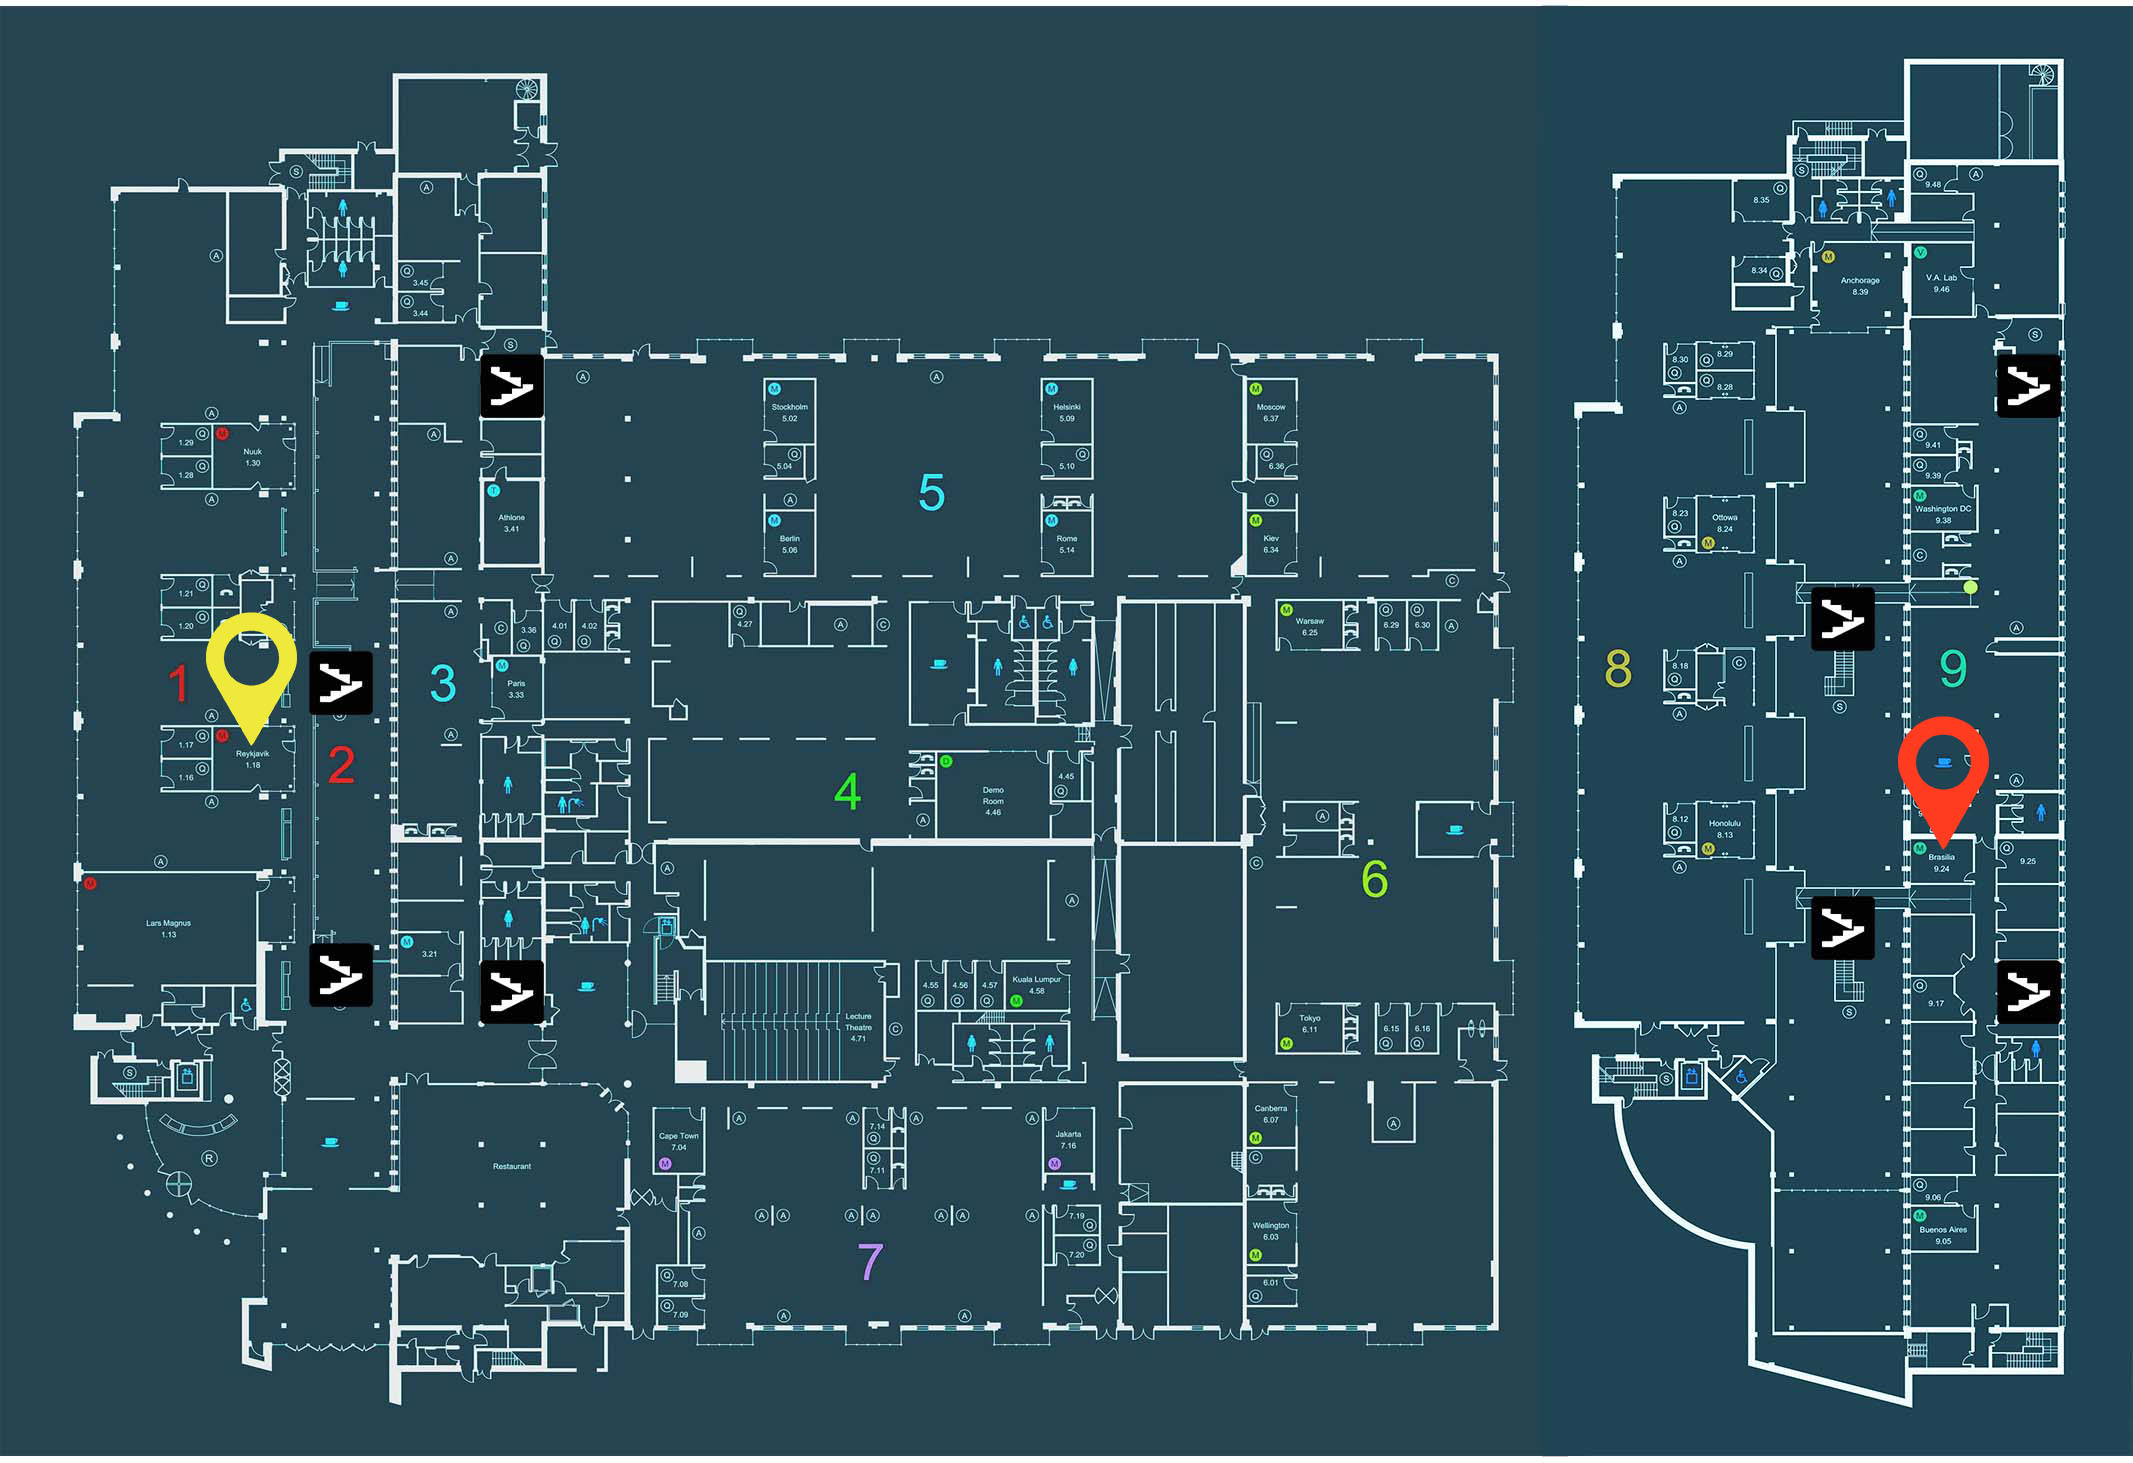 S
A
A
Q
3.45
Q
3.44
S
A
A
1.29
Q
M
Nuuk
1.30
1.28
Q
A
A
T
Athlone
3.41
A
1.21
Q
1.20
Q
A
C
3.36
Q
4.01
Q
4.02
Q
1
2
3
M
Paris
3.33
A
A
1.17
Q
M
Reykjavik
1.18
1.16
Q
A
A
M
Lars Magnus
1.13
M
3.21
S
R
Restaurant
A
A
M
Stockholm
5.02
Q
5.04
A
M
Berlin
5.06
5
M
Helsinki
5.09
Q
5.10
M
Rome
5.14
M
Moscow
6.37
Q
6.36
A
M
Kiev
6.34
C
Q
4.27
A
C
4
D
Demo
Room
4.46
4.45
Q
A
M
Warsaw
6.25
Q
6.29
Q
6.30
A
A
6
C
A
A
Lecture
Theatre
4.71
C
4.55
Q
4.56
Q
4.57
Q
Kuala Lumpur
4.58
M
Tokyo
6.11
M
6.15
Q
6.16
Q
Cape Town
7.04
M
A
A
7.14
Q
Q
7.11
A
A
Jakarta
7.16
M
Canberra
6.07
M
C
A
A
A
A
A
A
A
A
A
7.19
Q
Q
7.20
Wellington
6.03
M
7
Q
7.08
Q
7.09
A
A
6.01
Q
S
Q
9.48
A
8.35
Q
8.34
Q
M
Anchorage
8.39
V
V.A. Lab
9.46
S
8.30
Q
8.29
Q
Q
8.28
A
Q
9.41
Q
9.39
M
Washington DC
9.38
8.23
Q
Ottowa
8.24
M
A
C
A
8
9
8.18
Q
C
A
S
A
8.12
Q
Honolulu
8.13
M
A
M
Brasilia
9.24
Q
9.25
Q
9.17
S
S
Q
9.06
M
Buenos Aires
9.05